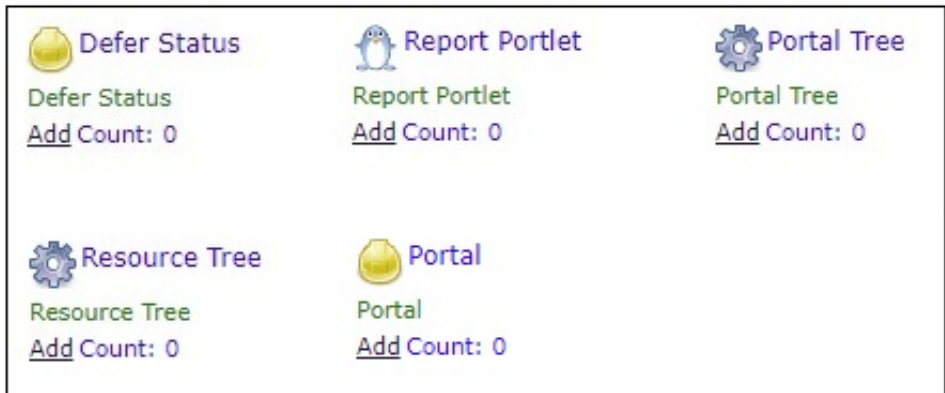 Defer Status
Defer Status
Add Count: 0
Report Portlet
Report Portlet
Add Count: 0
Portal Tree
Portal Tree
Add Count: 0
Resource Tree
Resource Tree
Add Count: 0
Portal
Portal
Add Count: 0